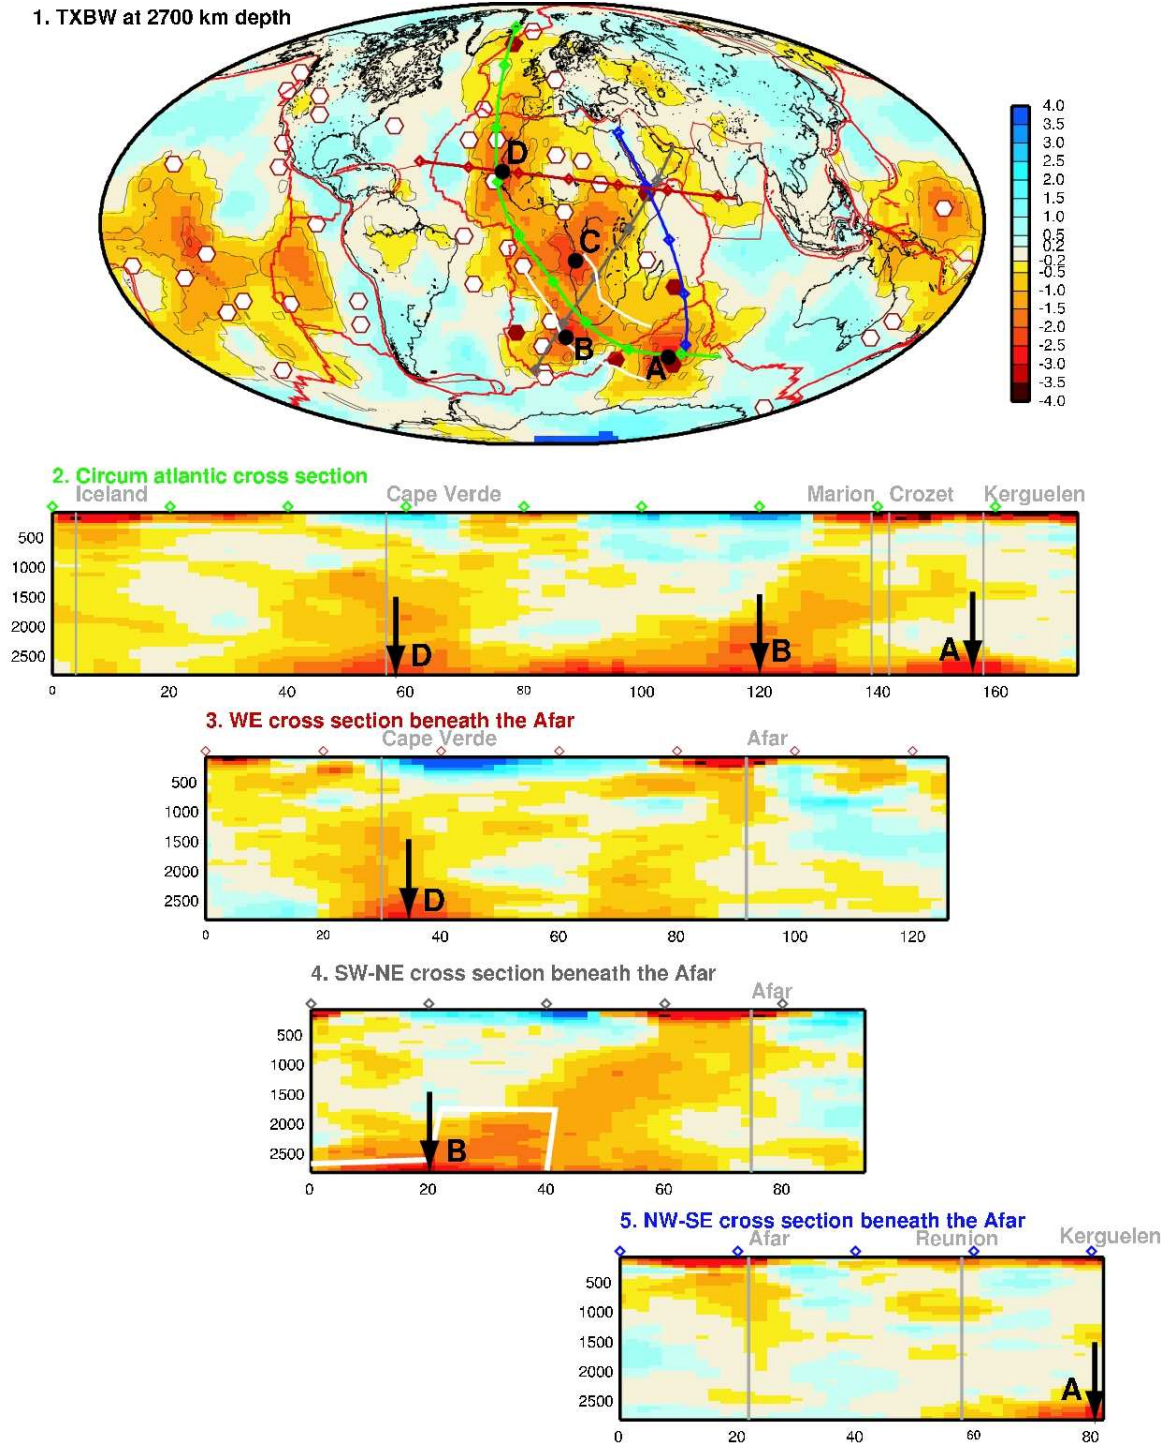 1. TXBW at 2700 km depth
D
C
B
A
4.0
3.5
3.0
2.5
2.0
1.5
1.0
0.5
0.2
-0.2
-0.5
-1.0
-1.5
-2.0
-2.5
-3.0
-3.5
-4.0
2. Circum atlantic cross section
Iceland Cape Verde Marion Crozet Kerguelen
500
1000
1500
2000
2500
D B A
0 20 40 60 80 100 120 140 160
3. WE cross section beneath the Afar
Cape Verde Afar
500
1000
1500
2000
2500
D
0 20 40 60 80 100 120
4. SW-NE cross section beneath the Afar
Afar
500
1000
1500
2000
2500
B
0 20 40 60 80
5. NW-SE cross section beneath the Afar
Afar Reunion Kerguelen
500
1000
1500
2000
2500
A
0 20 40 60 80